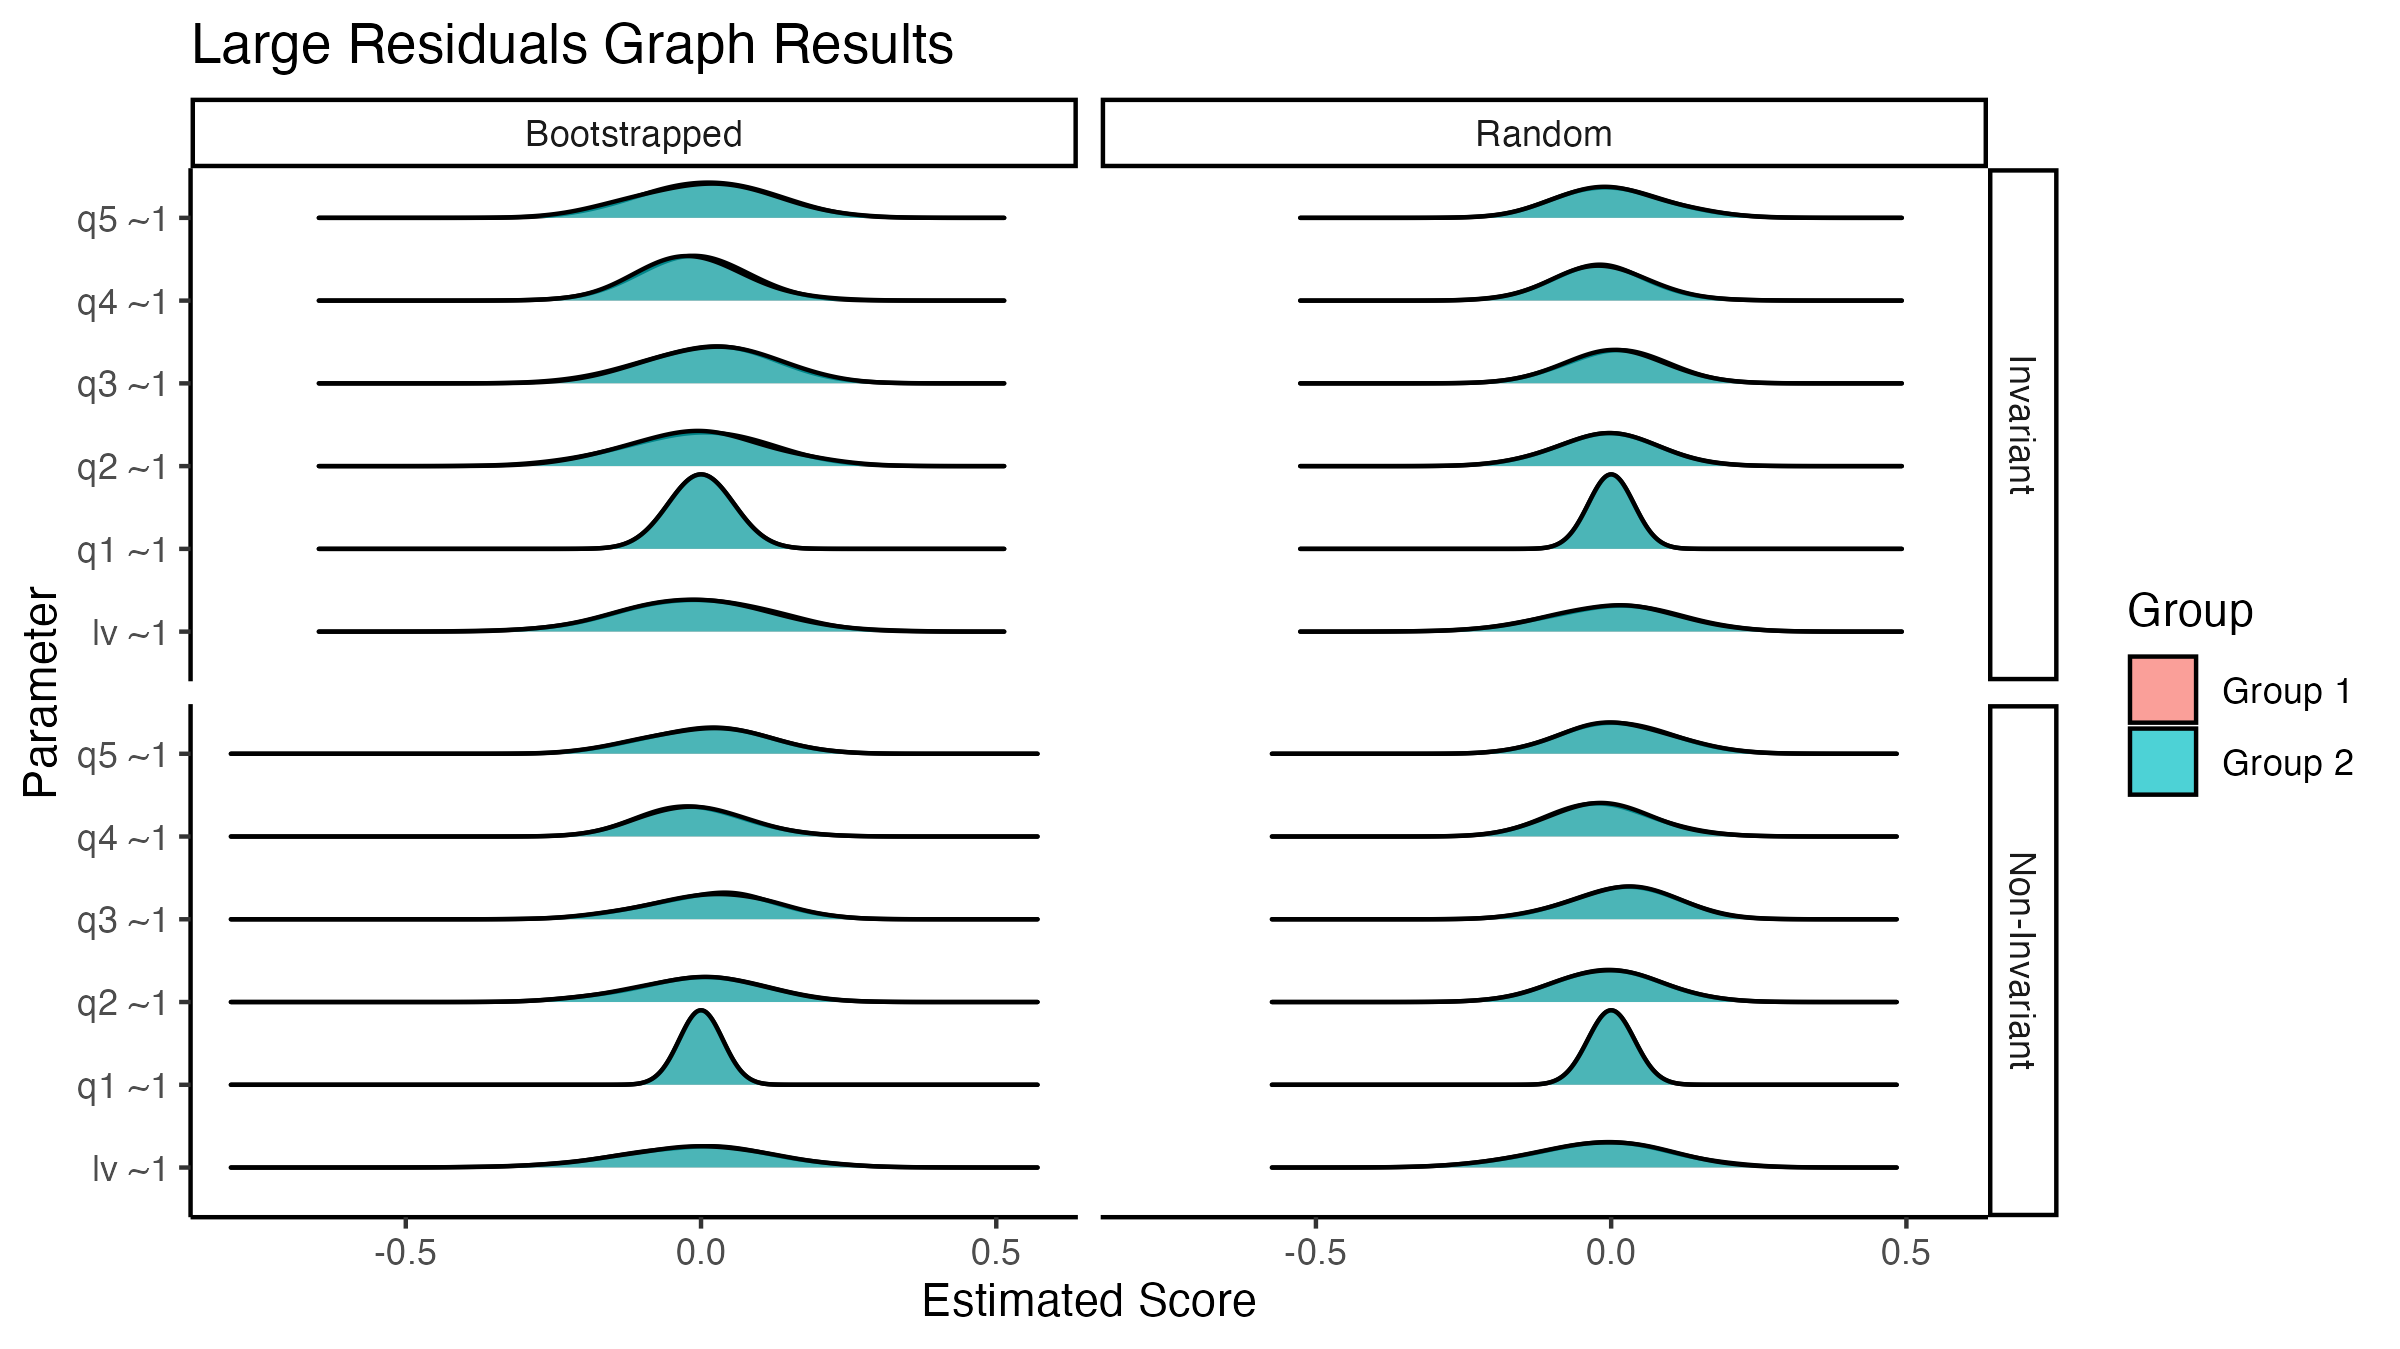 Large Residuals Graph Results
Bootstrapped
Random
q5 ~1
q4 ~1
q3 ~1
q2 ~1
q1 ~1
lv ~1
Invariant
q5 ~1
q4 ~1
q3 ~1
q2 ~1
q1 ~1
lv ~1
Non-Invariant
Parameter
-0.5 0.0 0.5
-0.5 0.0 0.5
Estimated Score
Group
Group 1
Group 2